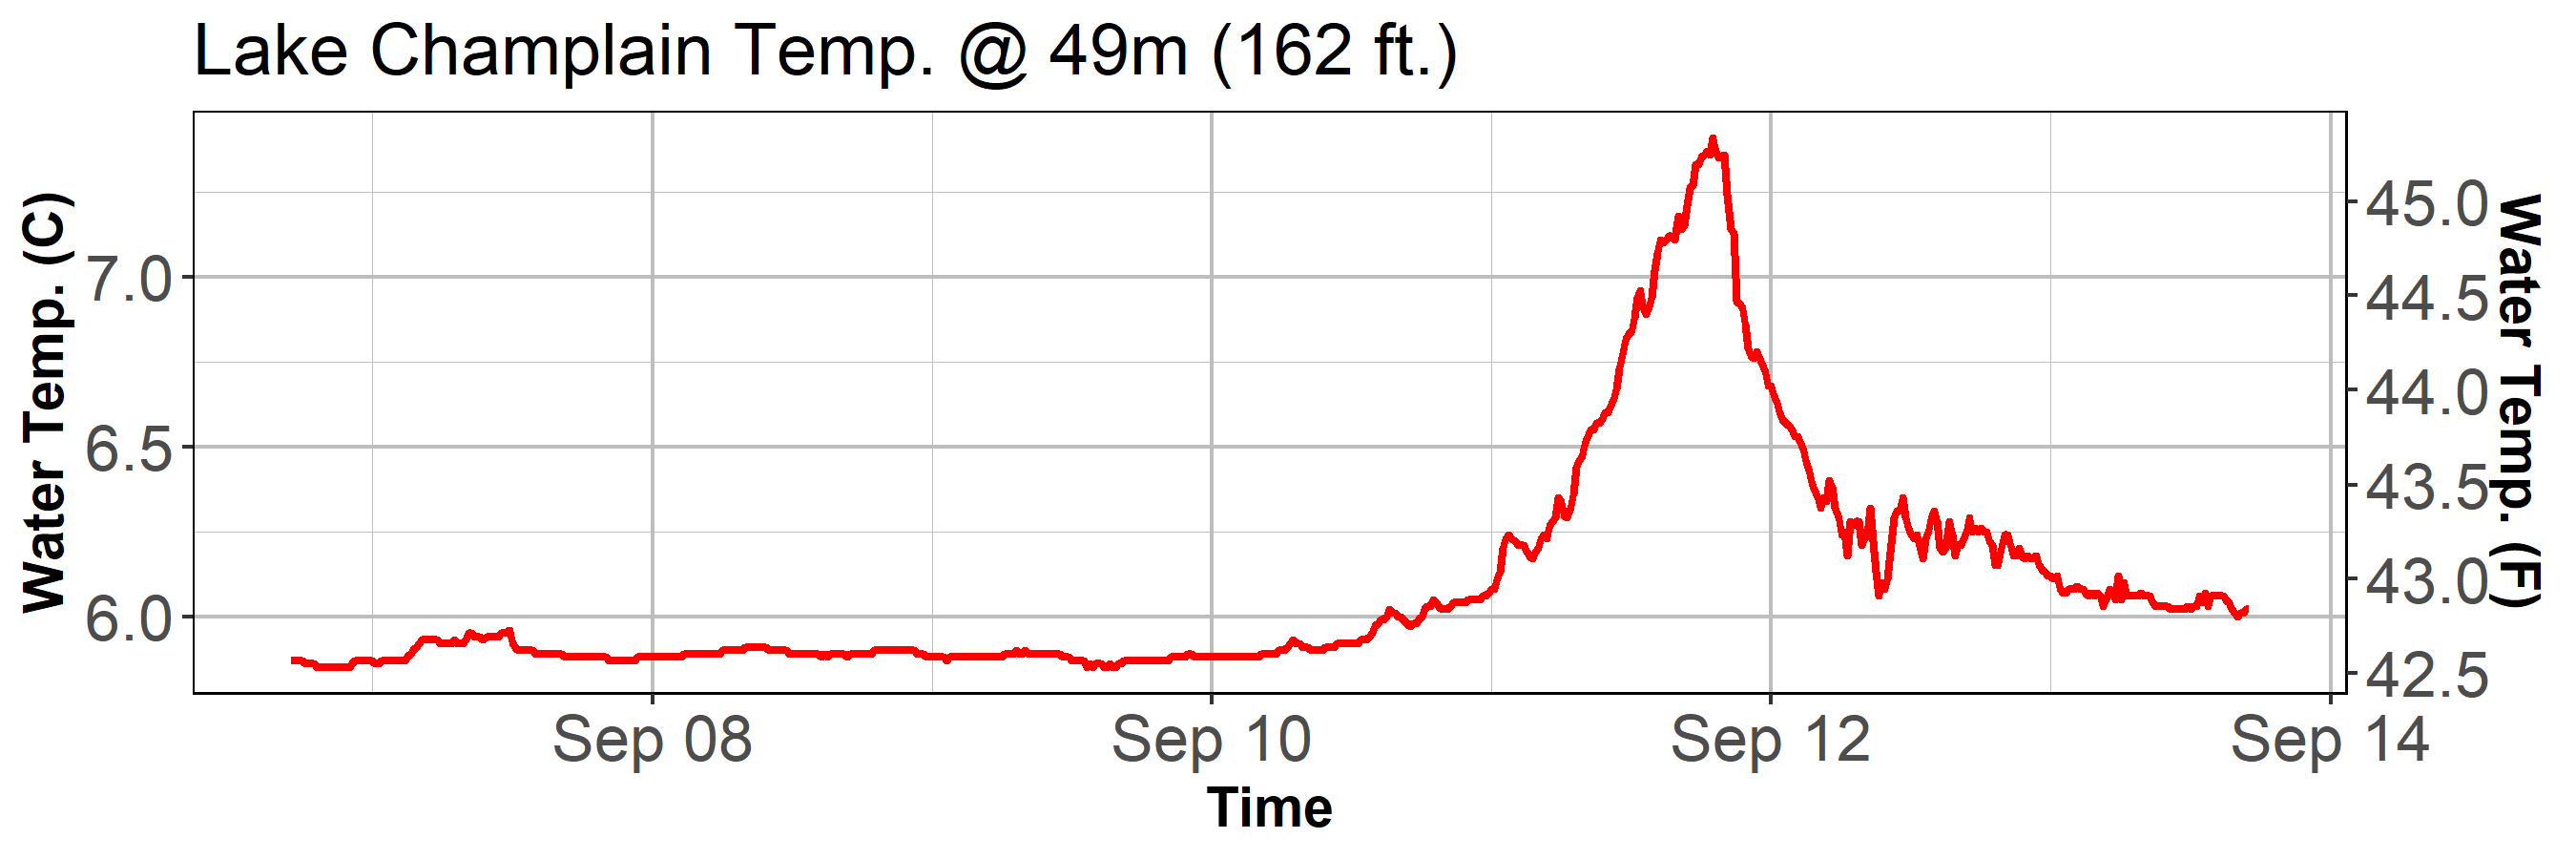 Lake Champlain Temp. @ 49m (162 ft.)
Water Temp. (C)
7.0
6.5
6.0
45.0
44.5
44.0
43.5
43.0
42.5
Water Temp. (F)
Sep 08 Sep 10 Sep 12 Sep 14
Time